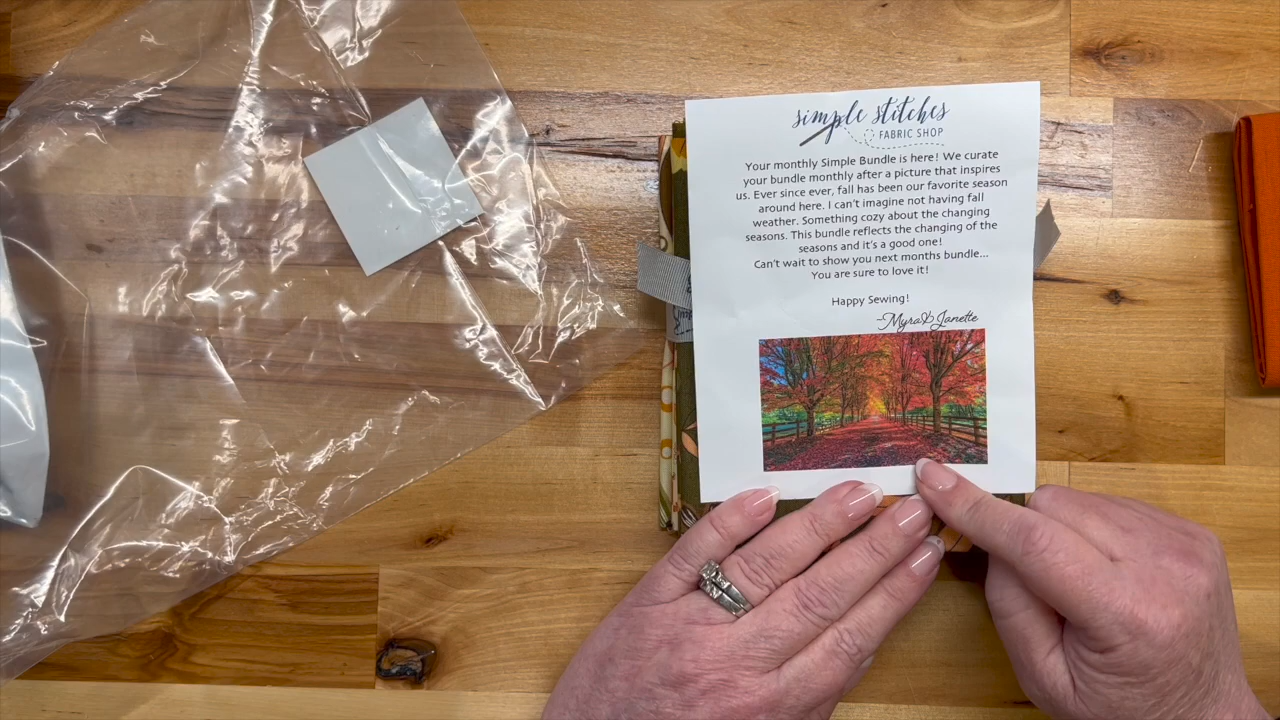 simple stitches
FABRIC SHOP
Your monthly Simple Bundle is here! We curate
your bundle monthly after a picture that inspires
us. Ever since ever, fall has been our favorite season
around here. I can't imagine not having fall
weather. Something cozy about the changing
seasons. This bundle reflects the changing of the
seasons and it's a good one!
Can't wait to show you next months bundle...
You are sure to love it!
Happy Sewing!
-Myra & Janette